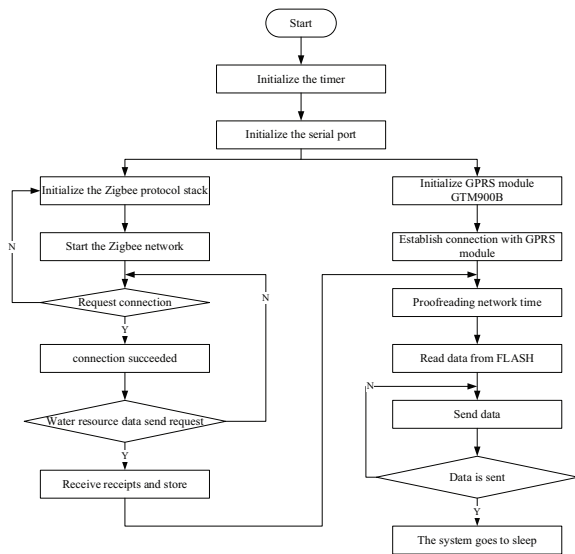 Start
Initialize the timer
Initialize the serial port
Initialize the Zigbee protocol stack
Start the Zigbee network
N
N
Request connection
Y
connection succeeded
Water resource data send request
Y
Receive receipts and store
Initialize GPRS module
GTM900B
Establish connection with GPRS
module
Proofreading network time
Read data from FLASH
N
Send data
Data is sent
Y
The system goes to sleep